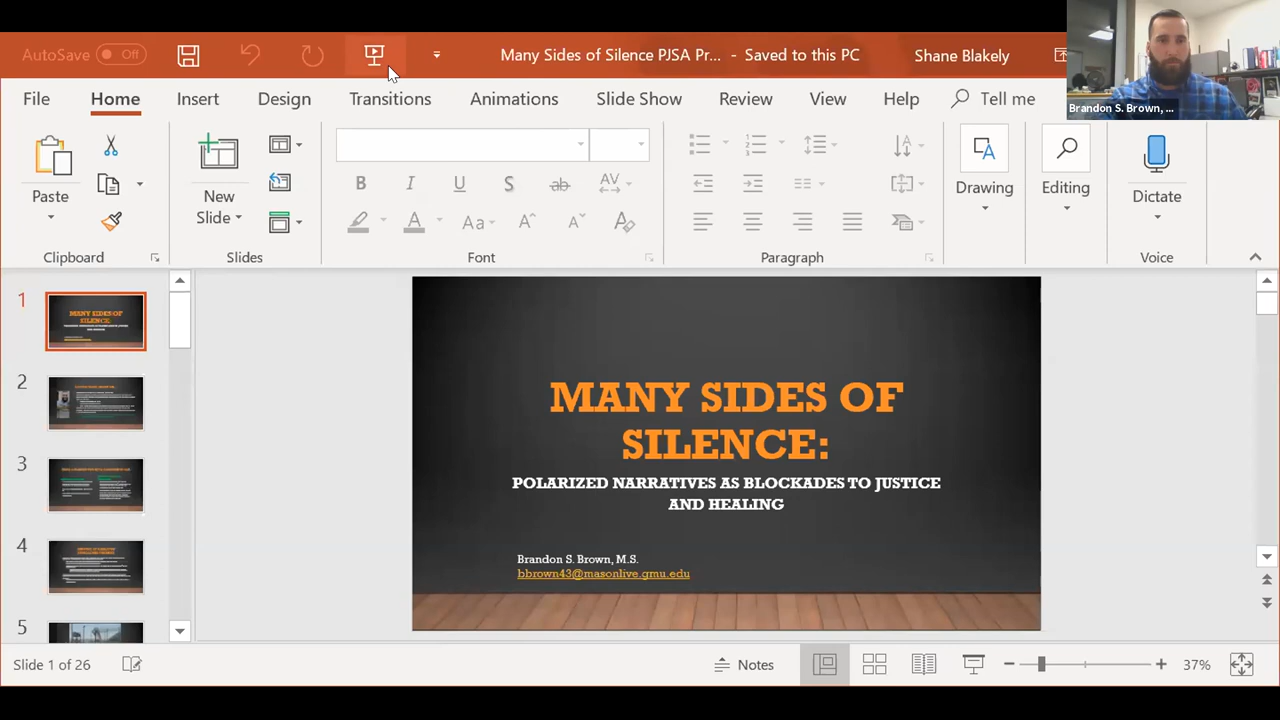 AutoSave Off
Many Sides of Silence PJSA Pr... - Saved to this PC
Shane Blakely
Brandon S. Brown, ...
File Home Insert Design Transitions Animations Slide Show Review View Help Tell me
Paste
New
Slide
B I U S ab AV
A Aa A A A
Drawing
Editing
Dictate
Clipboard Slides Font Paragraph Voice
1
2
3
4
5
MANY SIDES OF
SILENCE:
POLARIZED NARRATIVES AS BLOCKADES TO JUSTICE
AND HEALING
Brandon S. Brown, M.S.
bbrown43@masonlive.gmu.edu
Slide 1 of 26
Notes
37%